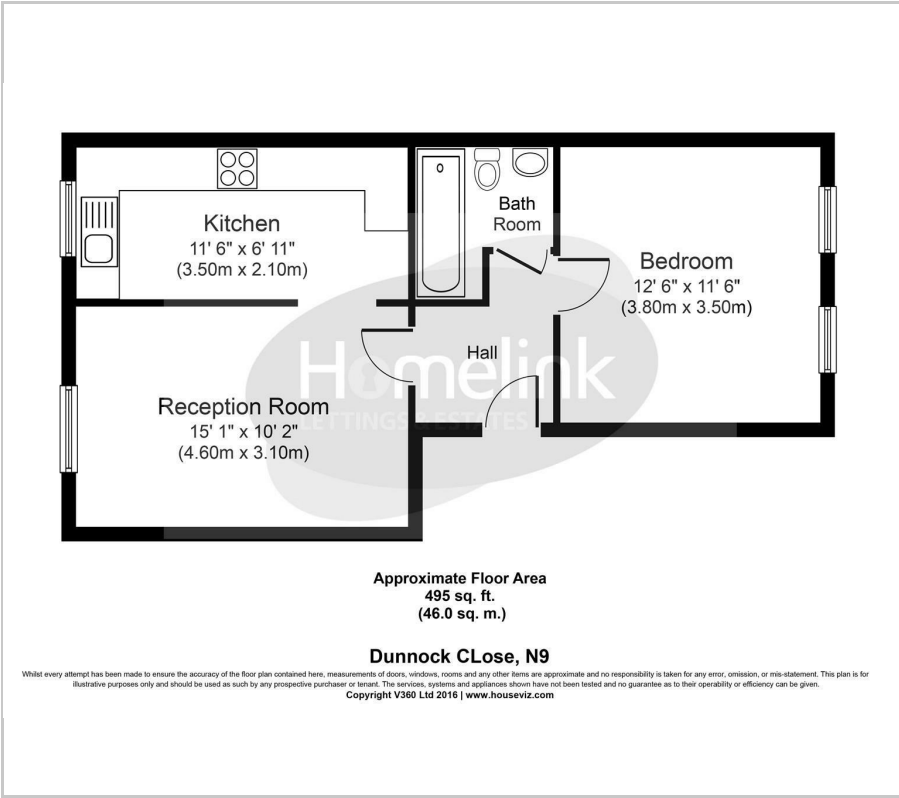 Kitchen
11' 6" x 6' 11"
(3.50m x 2.10m)
Bath
Room
Bedroom
12' 6" x 11' 6"
(3.80m x 3.50m)
Hall
Homelink
LETTINGS & ESTATES
Reception Room
15' 1" x 10' 2"
(4.60m x 3.10m)
Approximate Floor Area
495 sq. ft.
(46.0 sq. m.)
Dunnock CLose, N9
Whilst every attempt has been made to ensure the accuracy of the floor plan contained here, measurements of doors, windows, rooms and any other items are approximate and no responsibility is taken for any error, omission, or mis-statement. This plan is for
illustrative purposes only and should be used as such by any prospective purchaser or tenant. The services, systems and appliances shown have not been tested and no guarantee as to their operability or efficiency can be given.
Copyright V360 Ltd 2016 | www.houseviz.com